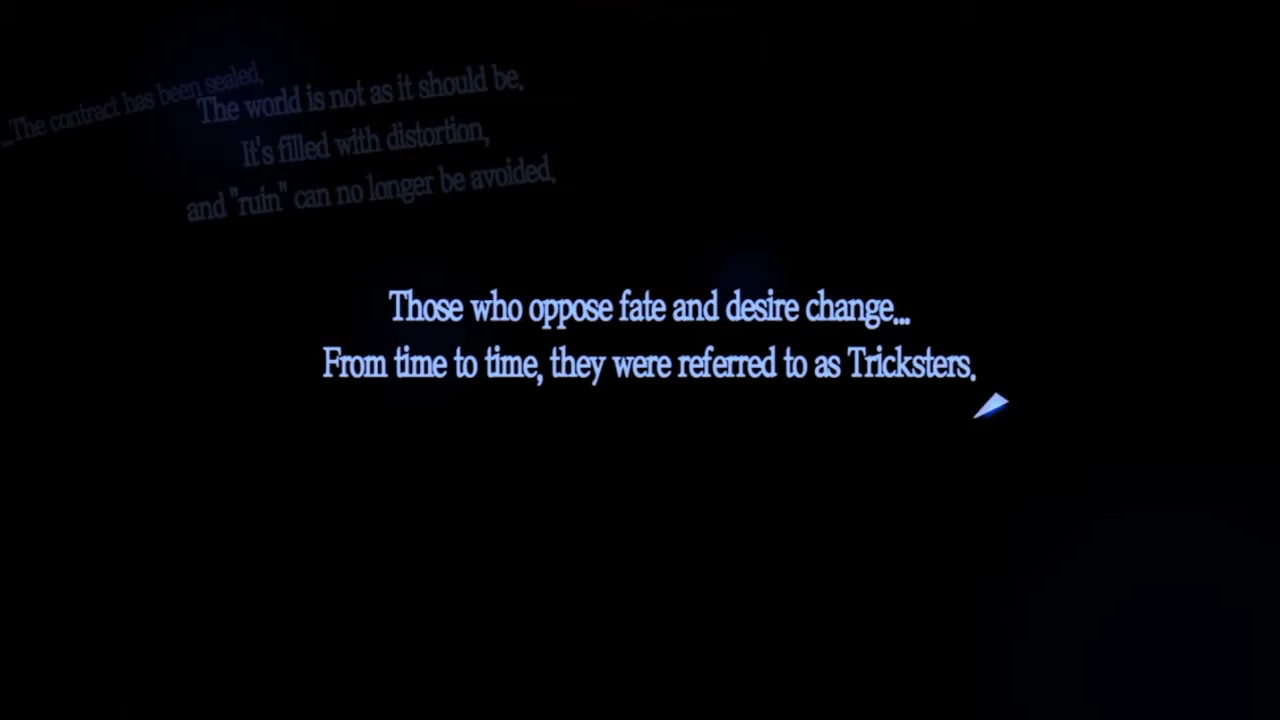 ...The contract has been sealed,
The world is not as it should be,
It's filled with distortion,
and "ruin" can no longer be avoided,
Those who oppose fate and desire change...
From time to time, they were referred to as Tricksters.